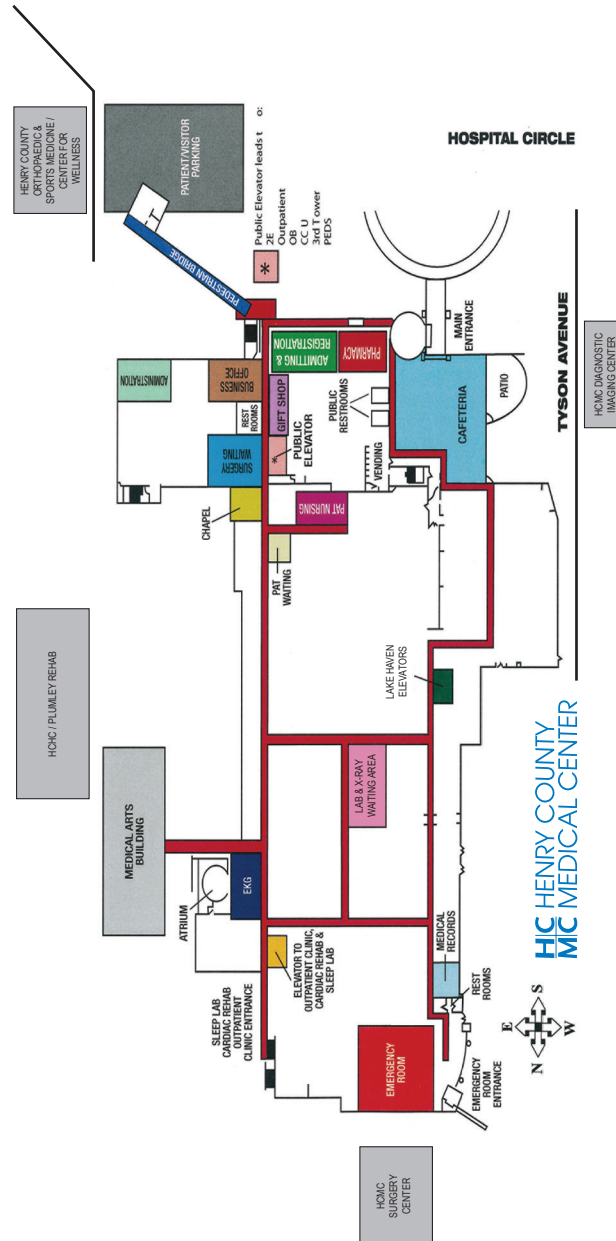 HENRY COUNTY
ORTHOPAEDIC &
SPORTS MEDICINE /
CENTER FOR
WELLNESS
PATIENT/VISITOR
PARKING
T
PEDESTRIAN BRIDGE
Public Elevator leads t o:
2E
Outpatient
OB
CC U
3rd T ower
PEDS
*
HOSPITAL CIRCLE
ADMINISTRATION
BUSINESS
OFFICE
REST
ROOMS
SURGERY
WAITING
CHAPEL
ADMITTING &
REGISTRATION
PHARMACY
GIFT SHOP
*
PUBLIC
ELEVATOR
PUBLIC
RESTROOMS
VENDING
MAIN
ENTRANCE
CAFETERIA
PATIO
TYSON AVENUE
HCMC DIAGNOSTIC
IMAGING CENTER
PAT NURSING
PAT
WAITING
HCHC / PLUMLEY REHAB
LAKE HAVEN
ELEVATORS
MEDICAL ARTS
BUILDING
LAB & X-RAY
WAITING AREA
ATRIUM
EKG
SLEEP LAB
CARDIAC REHAB
OUTPATIENT
CLINIC ENTRANCE
ELEVATOR TO
OUTPATIENT CLINIC,
CARDIAC REHAB &
SLEEP LAB
MEDICAL
RECORDS
REST
ROOMS
EMERGENCY
ROOM
EMERGENCY
ROOM
ENTRANCE
HCMC
SURGERY
CENTER
HC HENRY COUNTY
MC MEDICAL CENTER
N
E
S
W